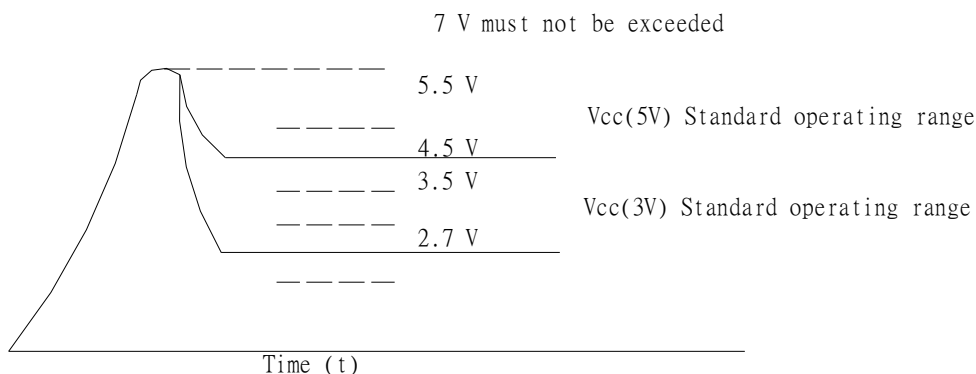 7 V must not be exceeded
5.5 V
Vcc(5V) Standard operating range
4.5 V
3.5 V
Vcc(3V) Standard operating range
2.7 V
Time (t)